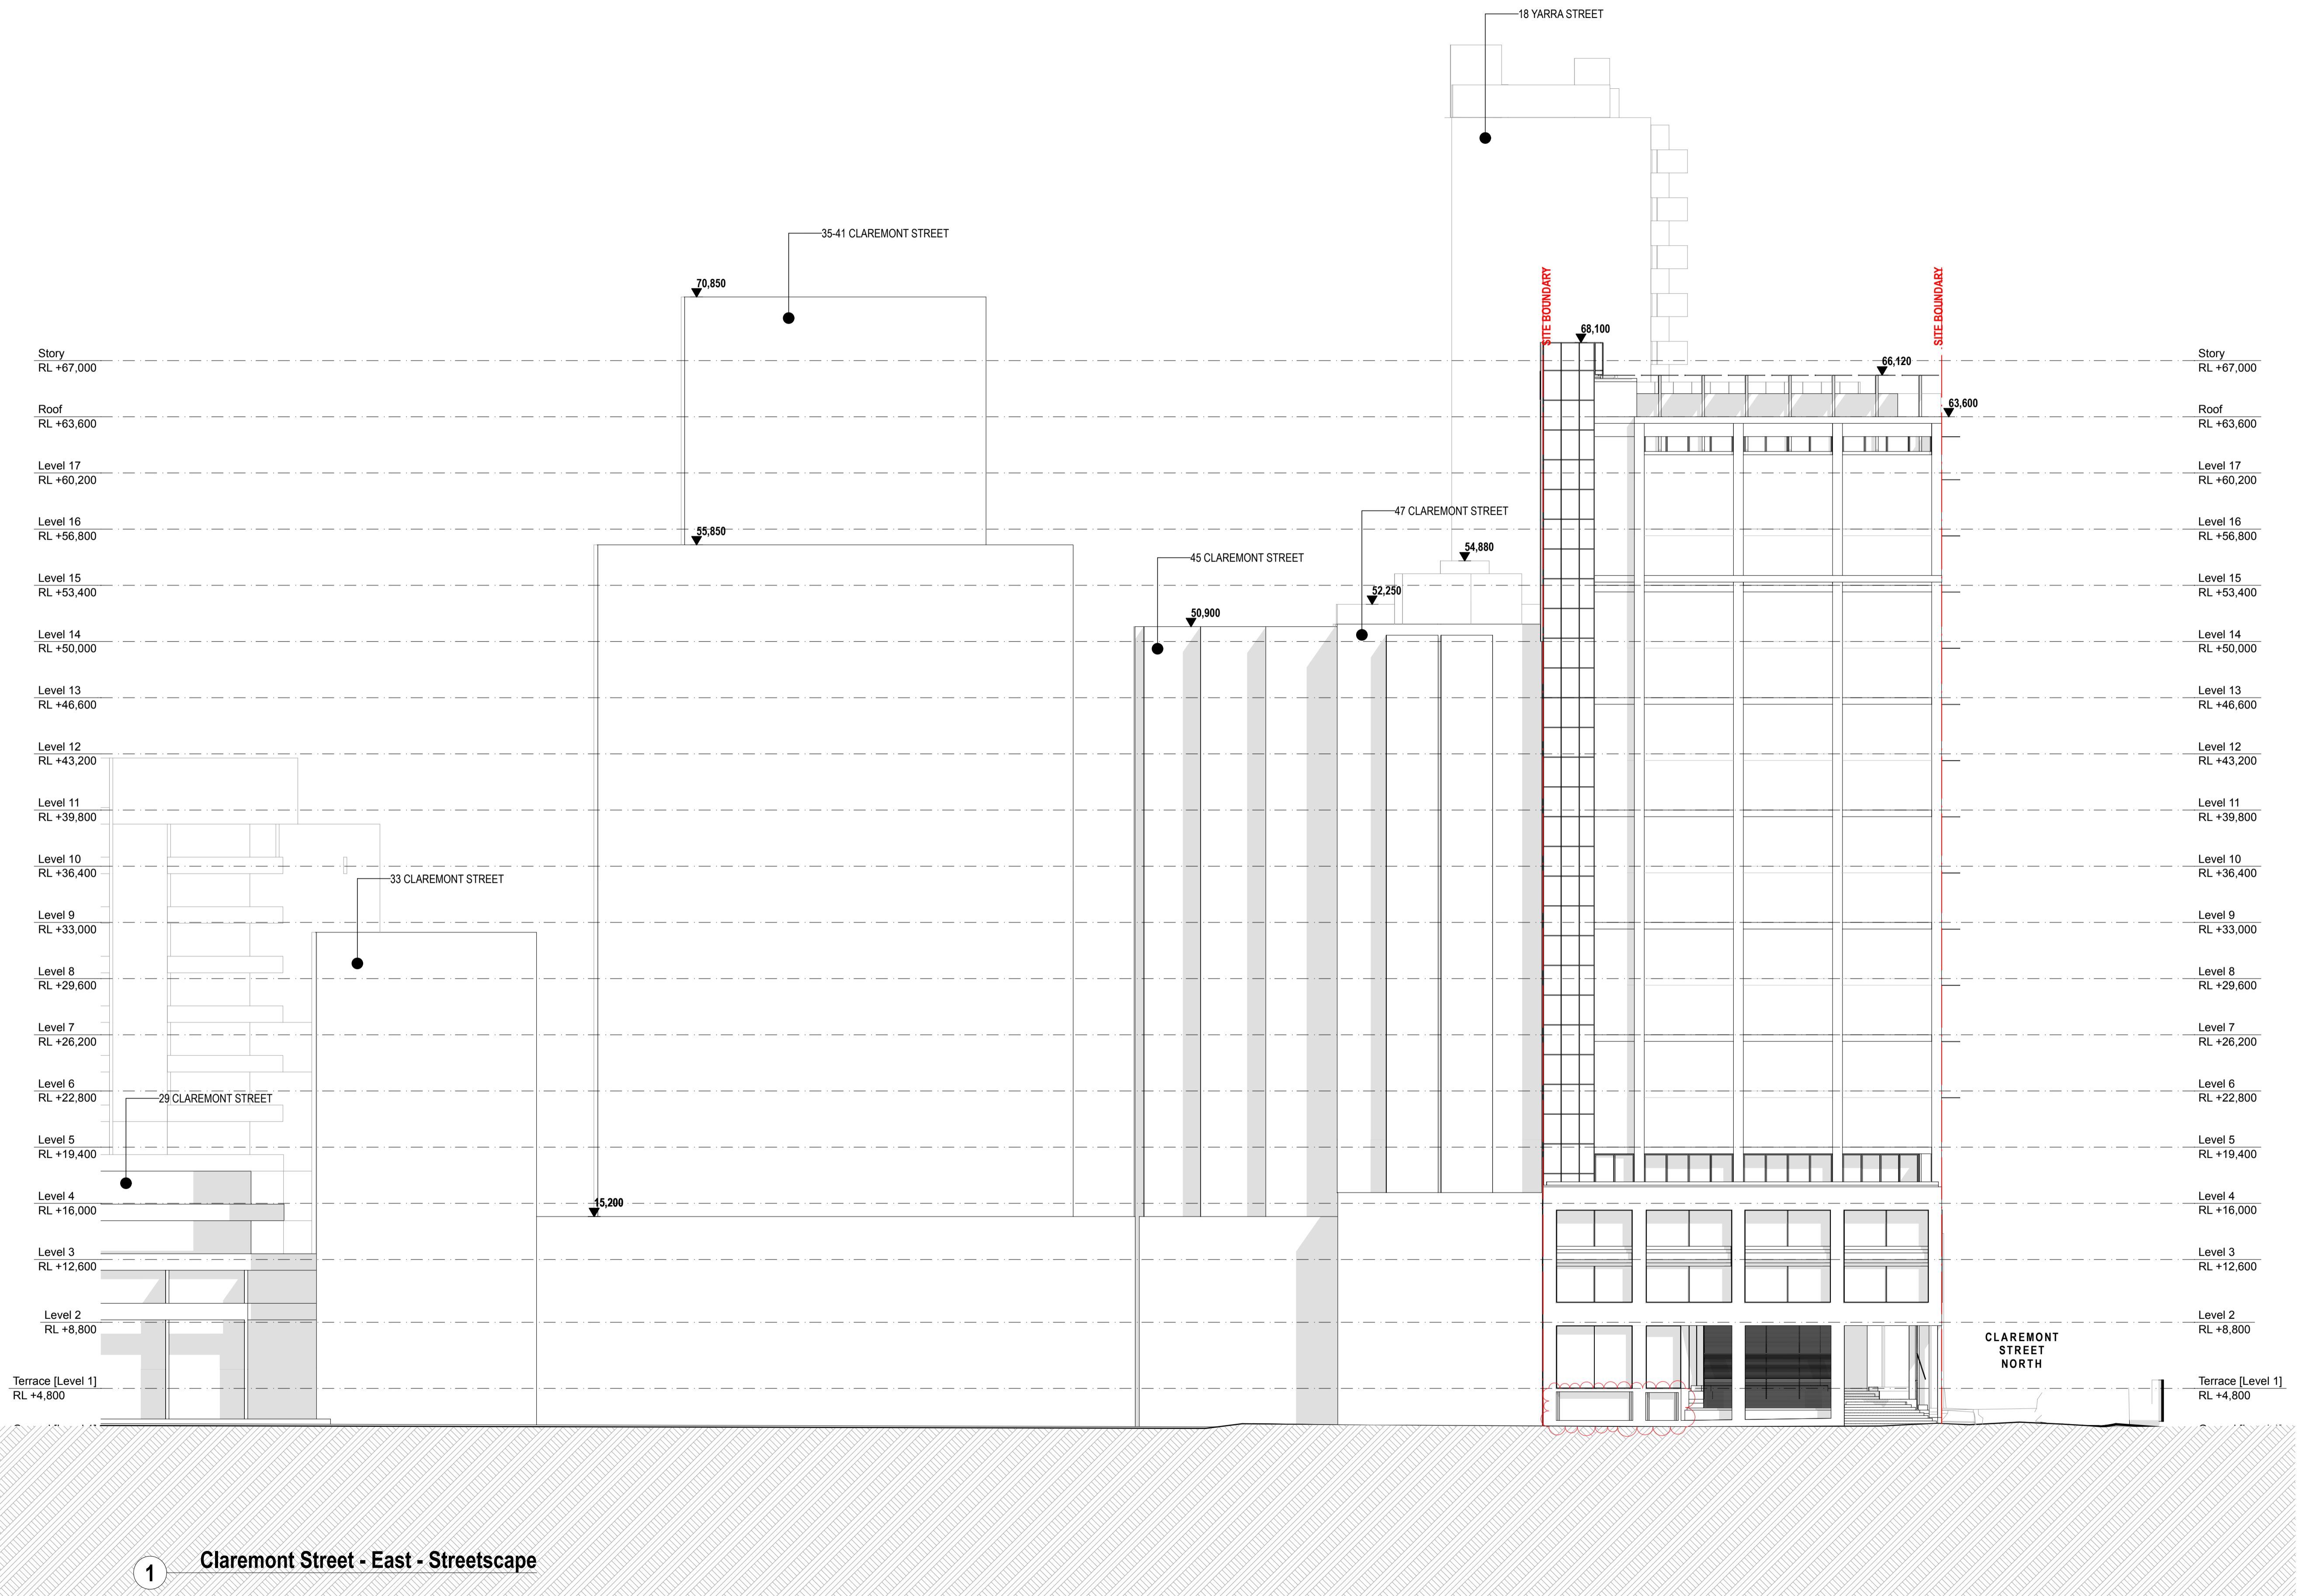 18 YARRA STREET
35-41 CLAREMONT STREET
70,850
SITE BOUNDARY
SITE BOUNDARY
68,100
66,120
63,600
Story
RL +67,000
Story
RL +67,000
Roof
RL +63,600
Roof
RL +63,600
Level 17
RL +60,200
Level 17
RL +60,200
47 CLAREMONT STREET
Level 16
RL +56,800
55,850
Level 16
RL +56,800
45 CLAREMONT STREET
54,880
Level 15
RL +53,400
52,250
Level 15
RL +53,400
50,900
Level 14
RL +50,000
Level 14
RL +50,000
Level 13
RL +46,600
Level 13
RL +46,600
Level 12
RL +43,200
Level 12
RL +43,200
Level 11
RL +39,800
Level 11
RL +39,800
Level 10
RL +36,400
Level 10
RL +36,400
33 CLAREMONT STREET
Level 9
RL +33,000
Level 9
RL +33,000
Level 8
RL +29,600
Level 8
RL +29,600
Level 7
RL +26,200
Level 7
RL +26,200
Level 6
RL +22,800
Level 6
RL +22,800
29 CLAREMONT STREET
Level 5
RL +19,400
Level 5
RL +19,400
Level 4
RL +16,000
15,200
Level 4
RL +16,000
Level 3
RL +12,600
Level 3
RL +12,600
Level 2
RL +8,800
Level 2
RL +8,800
CLAREMONT
STREET
NORTH
Terrace [Level 1]
RL +4,800
Terrace [Level 1]
RL +4,800
1
Claremont Street - East - Streetscape